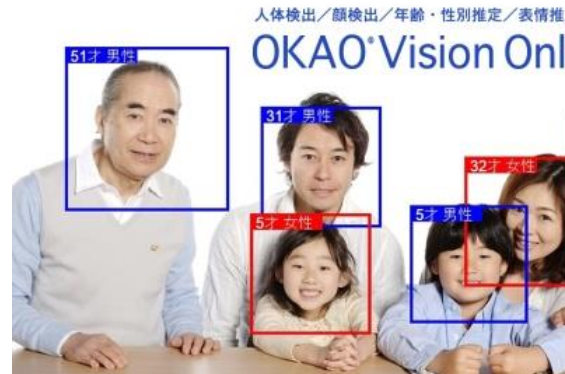 人体検出／顔検出／年齢・性別推定／表情推
OKAO® Vision Onl
51才 男性
31才 男性
32才 女性
5才 女性
5才 男性